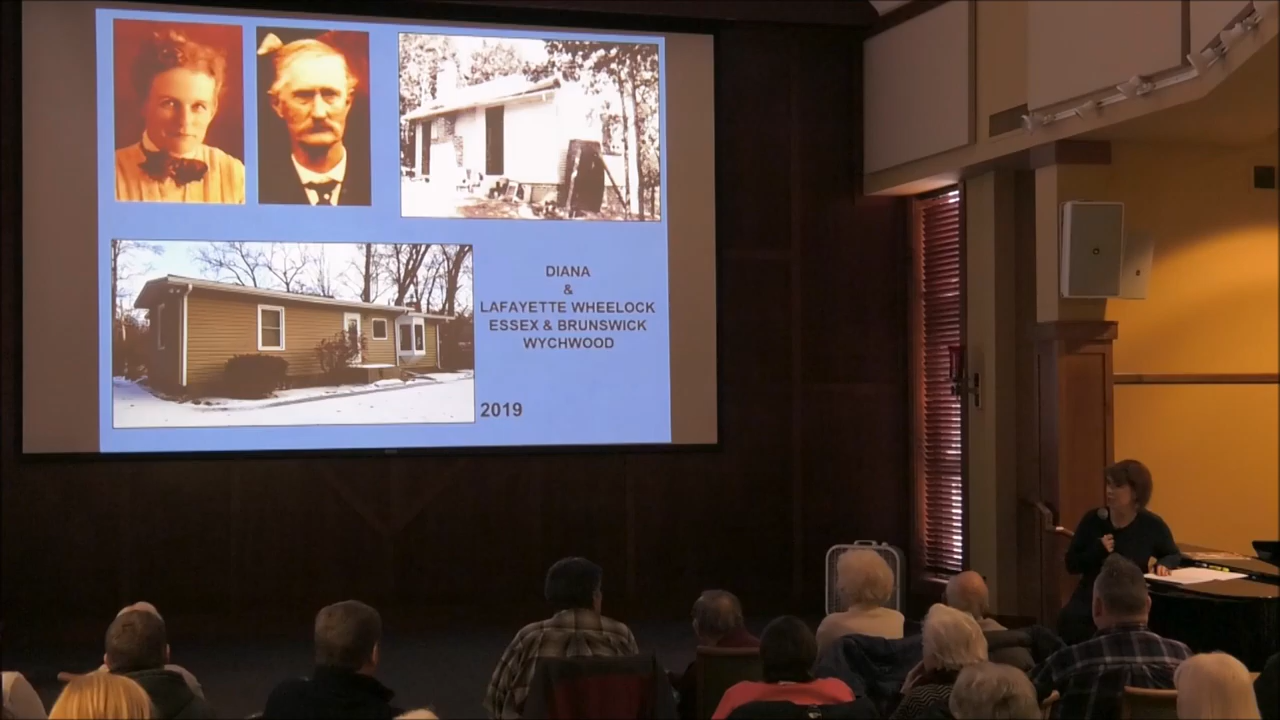 DIANA
&
LAFAYETTE WHEELOCK
ESSEX & BRUNSWICK
WYCHWOOD
2019